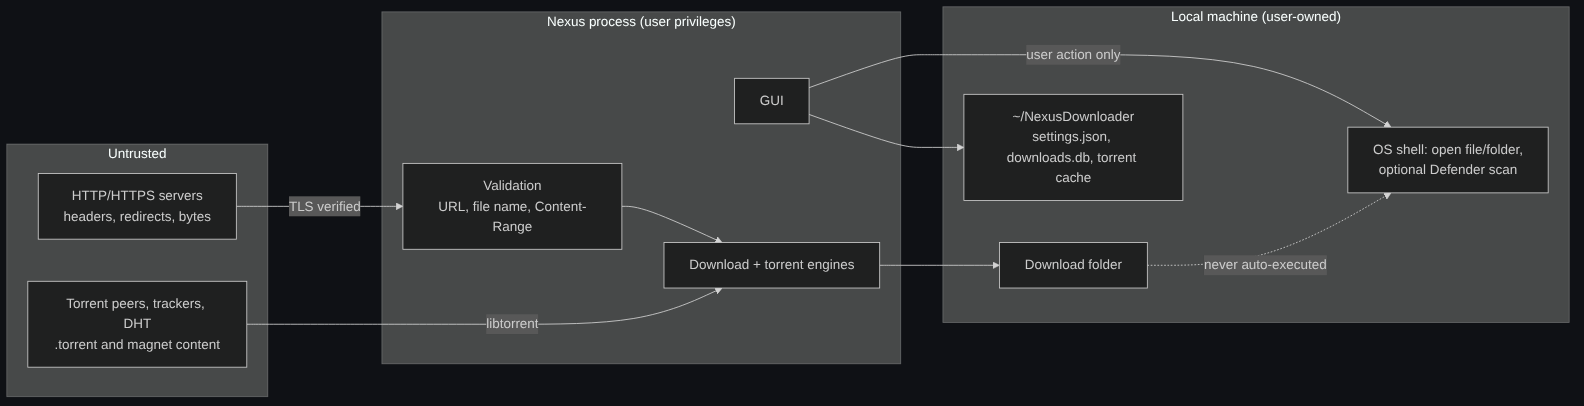 Untrusted
HTTP/HTTPS servers
headers, redirects, bytes
Torrent peers, trackers,
DHT
.torrent and magnet content
TLS verified
libtorrent
Nexus process (user privileges)
GUI
Validation
URL, file name, Content-
Range
Download + torrent engines
Local machine (user-owned)
user action only
~/NexusDownloader
settings.json,
downloads.db, torrent
cache
OS shell: open file/folder,
optional Defender scan
Download folder
never auto-executed